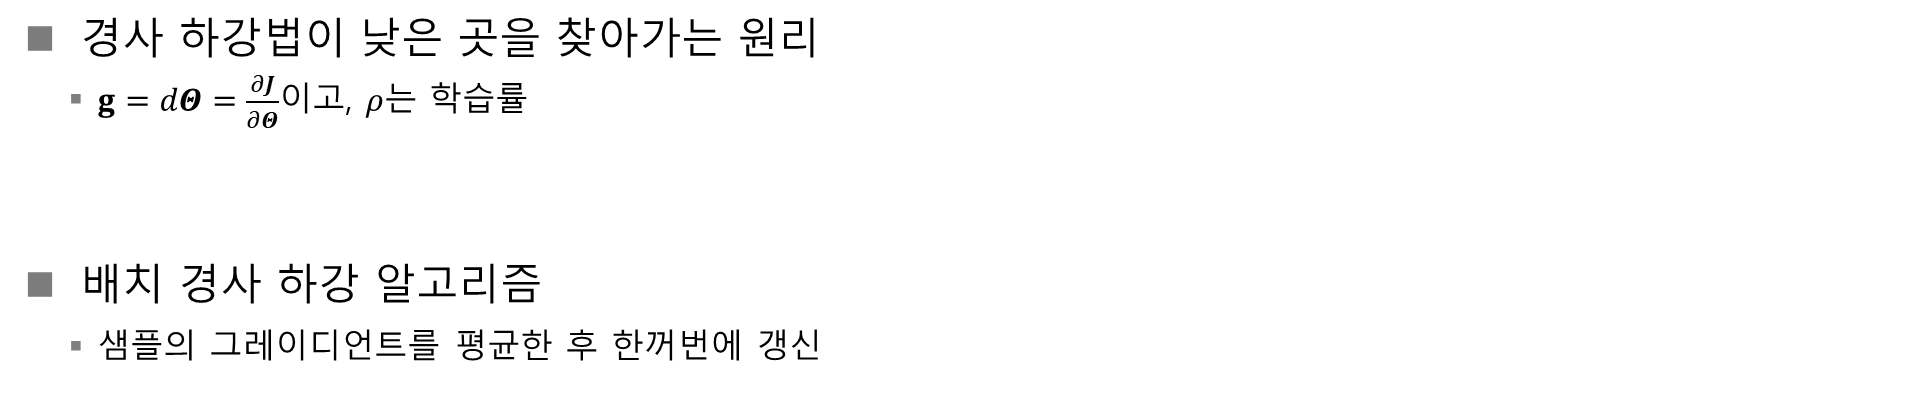 ■ 경사 하강법이 낮은 곳을 찾아가는 원리
▪ 𝐠 = 𝑑𝜣 = ∂𝑱/∂𝜣이고, 𝜌는 학습률
■ 배치 경사 하강 알고리즘
▪ 샘플의 그레이디언트를 평균한 후 한꺼번에 갱신